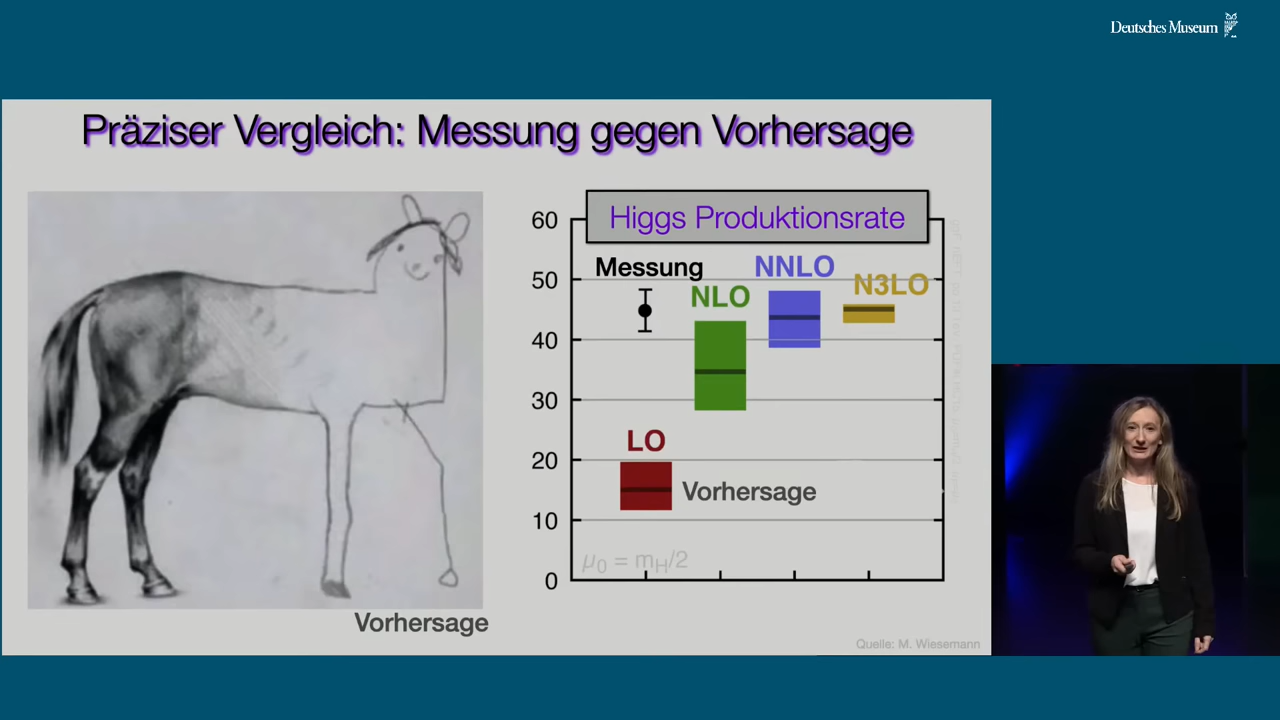 Deutsches Museum
Präziser Vergleich: Messung gegen Vorhersage
Vorhersage
Higgs Produktionsrate
60
50
40
30
20
10
0
Messung
NNLO
N3LO
NLO
LO
Vorhersage
μ₀ = m_H/2
Quelle: M. Wiesemann